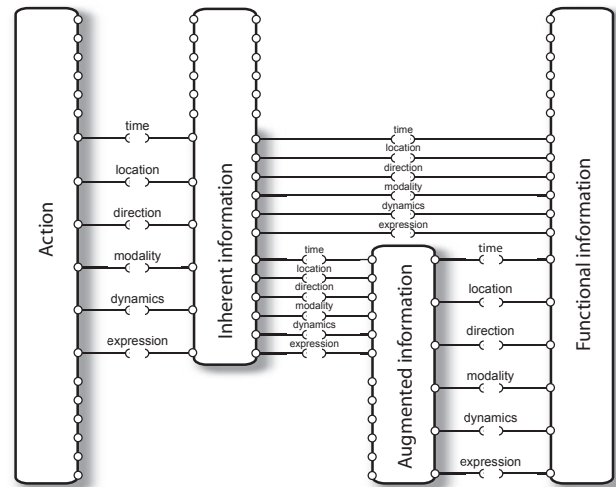 Action
time
location
direction
modality
dynamics
expression
Inherent information
time
location
direction
modality
dynamics
expression
time
location
direction
modality
dynamics
expression
Augmented information
time
location
direction
modality
dynamics
expression
Functional information